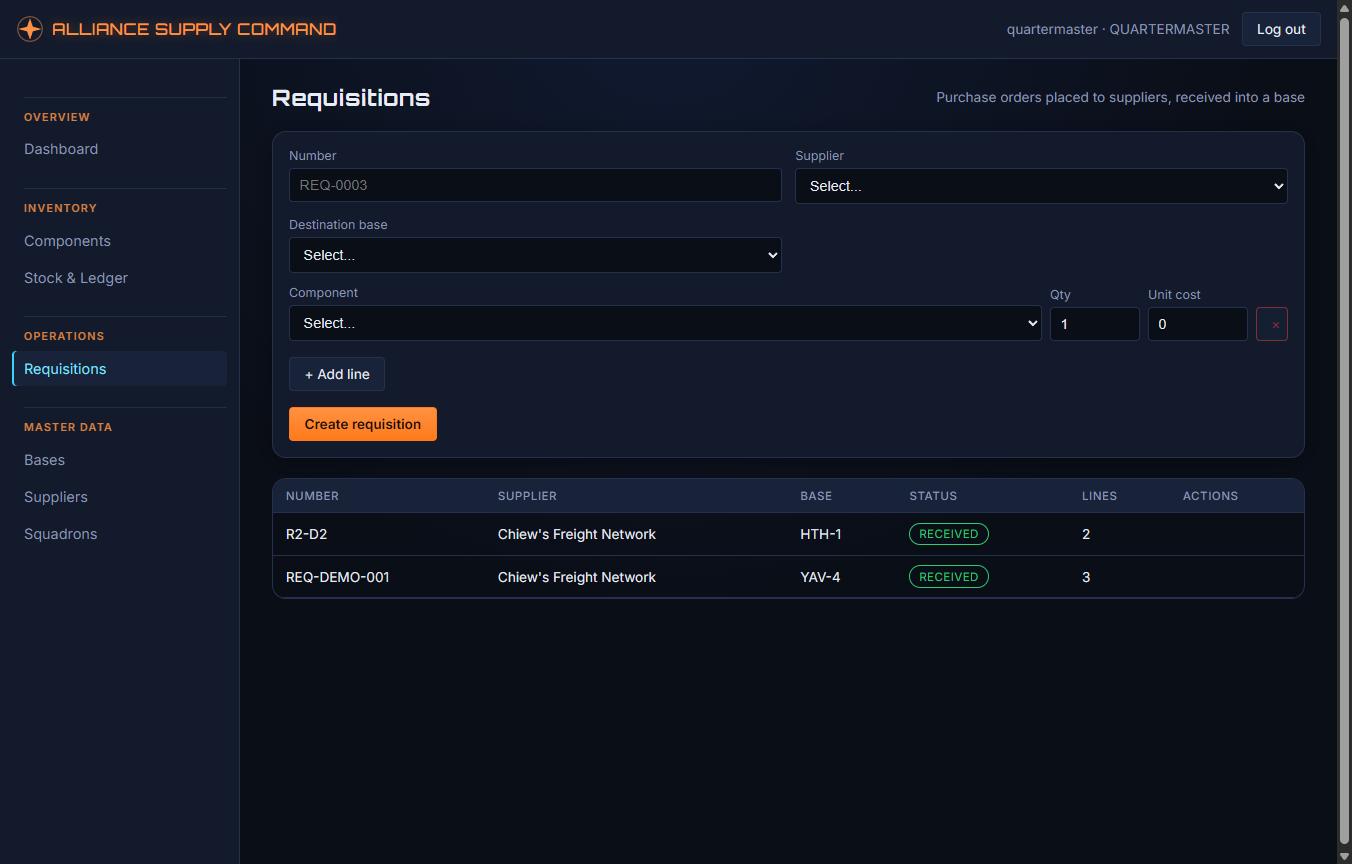 ALLIANCE SUPPLY COMMAND
quartermaster · QUARTERMASTER
Log out
OVERVIEW
Dashboard
INVENTORY
Components
Stock & Ledger
OPERATIONS
Requisitions
MASTER DATA
Bases
Suppliers
Squadrons
Requisitions
Purchase orders placed to suppliers, received into a base
Number
REQ-0003
Supplier
Select...
Destination base
Select...
Component
Select...
Qty
1
Unit cost
0
×
+ Add line
Create requisition
NUMBER SUPPLIER BASE STATUS LINES ACTIONS
R2-D2 Chiew's Freight Network HTH-1 RECEIVED 2
REQ-DEMO-001 Chiew's Freight Network YAV-4 RECEIVED 3